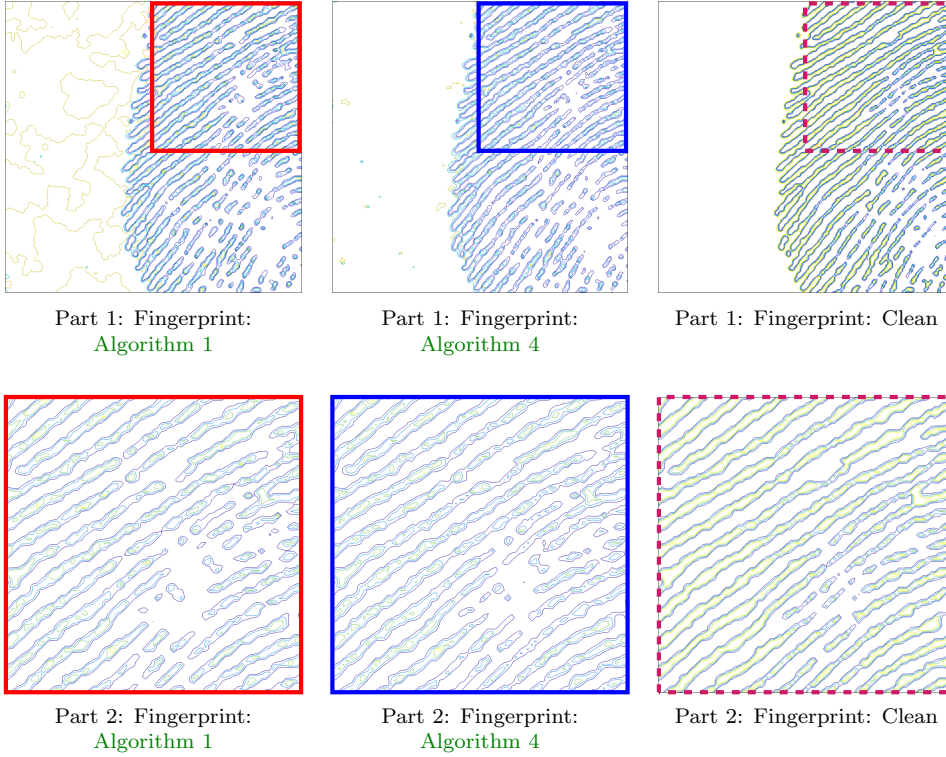 Part 1: Fingerprint:
Algorithm 1
Part 1: Fingerprint:
Algorithm 4
Part 1: Fingerprint: Clean
Part 2: Fingerprint:
Algorithm 1
Part 2: Fingerprint:
Algorithm 4
Part 2: Fingerprint: Clean